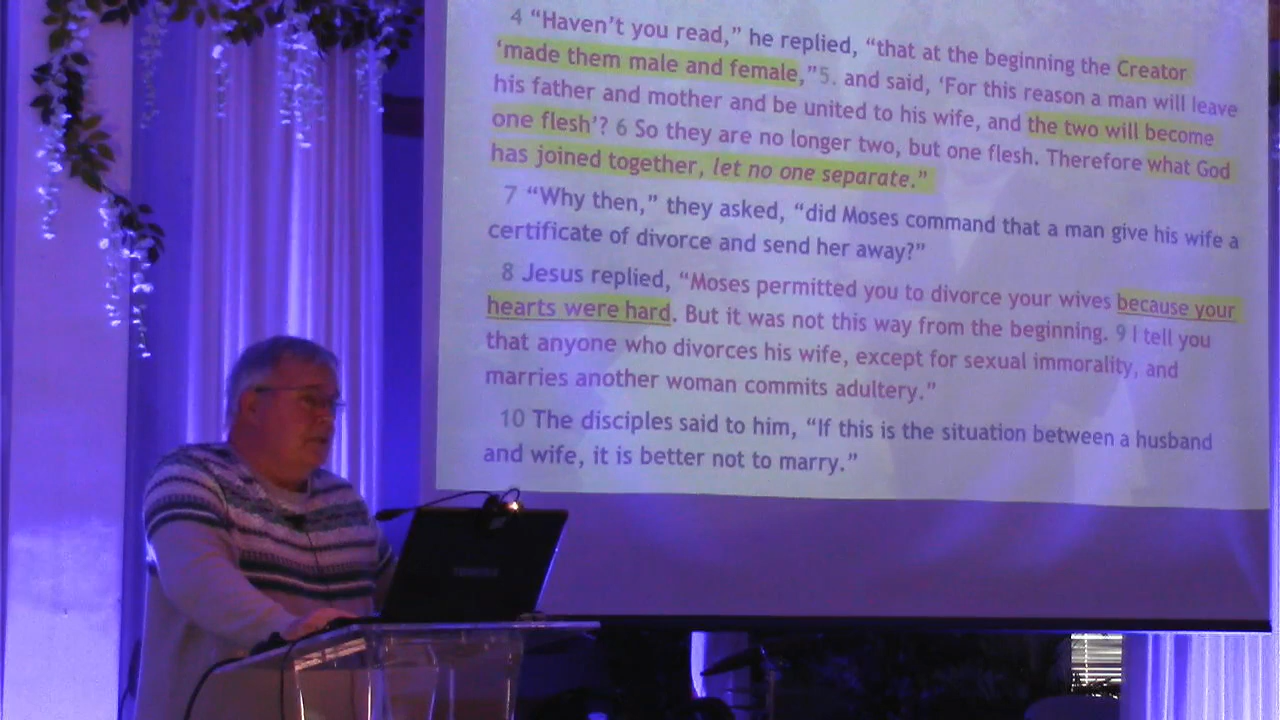 4 “Haven’t you read,” he replied, “that at the beginning the Creator
‘made them male and female,”5. and said, ‘For this reason a man will leave
his father and mother and be united to his wife, and the two will become
one flesh’? 6 So they are no longer two, but one flesh. Therefore what God
has joined together, let no one separate.”
7 “Why then,” they asked, “did Moses command that a man give his wife a
certificate of divorce and send her away?”
8 Jesus replied, “Moses permitted you to divorce your wives because your
hearts were hard. But it was not this way from the beginning. 9 I tell you
that anyone who divorces his wife, except for sexual immorality, and
marries another woman commits adultery.”
10 The disciples said to him, “If this is the situation between a husband
and wife, it is better not to marry.”
TOSHIBA